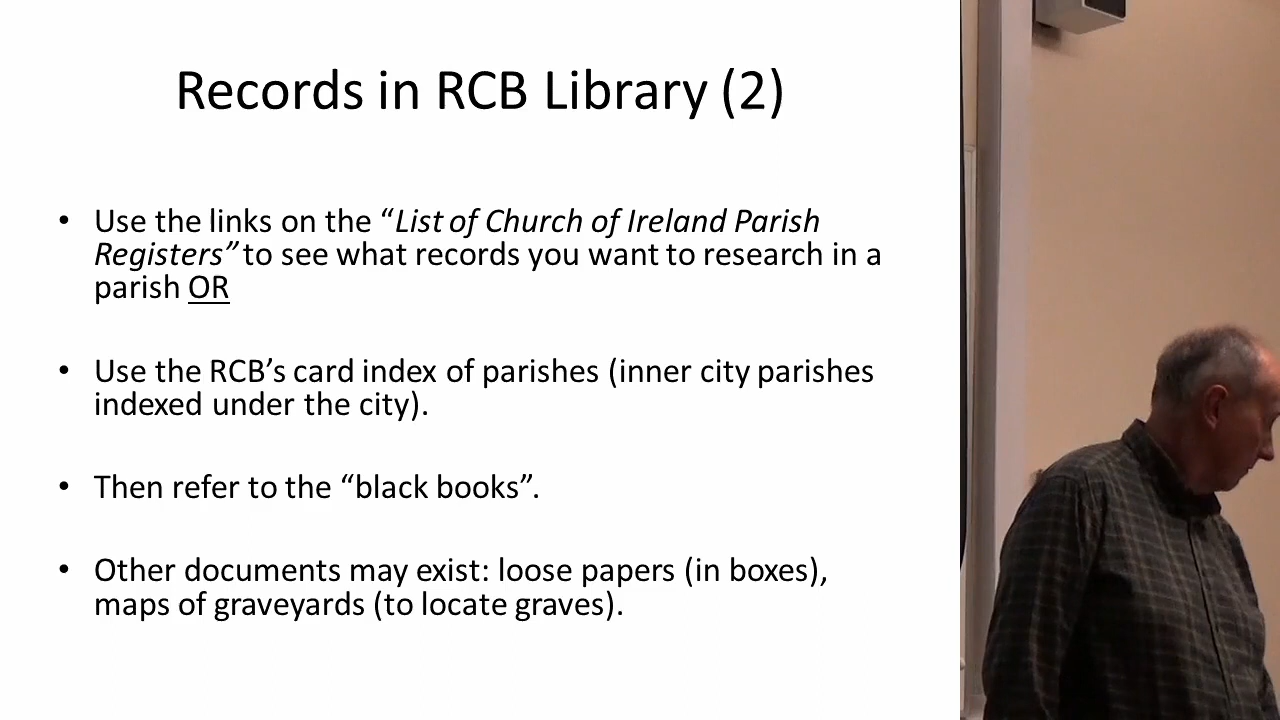 Records in RCB Library (2)
• Use the links on the “List of Church of Ireland Parish
Registers” to see what records you want to research in a
parish OR
• Use the RCB’s card index of parishes (inner city parishes
indexed under the city).
• Then refer to the “black books”.
• Other documents may exist: loose papers (in boxes),
maps of graveyards (to locate graves).